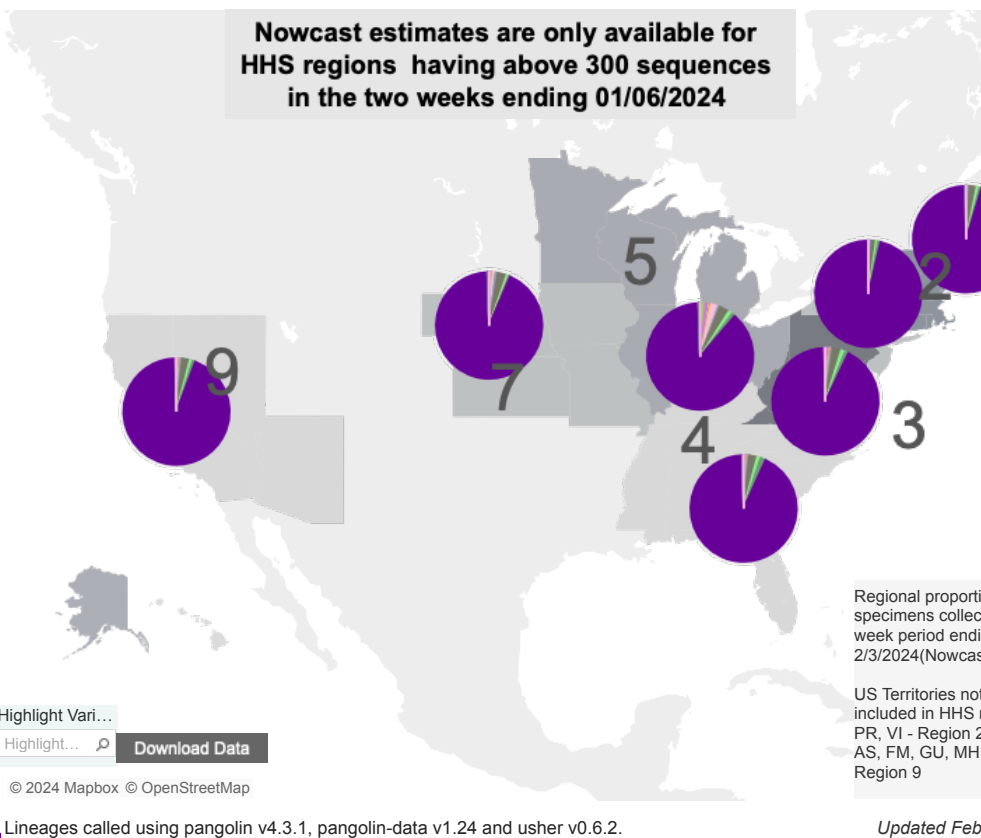 Nowcast estimates are only available for
HHS regions having above 300 sequences
in the two weeks ending 01/06/2024
5
2
9
7
4
3
Regional proporti
specimens collec
week period endi
2/3/2024(Nowcas
US Territories not
included in HHS r
PR, VI - Region 2
AS, FM, GU, MH
Region 9
Highlight Vari...
Highlight...
Download Data
© 2024 Mapbox © OpenStreetMap
Lineages called using pangolin v4.3.1, pangolin-data v1.24 and usher v0.6.2.
Updated Feb